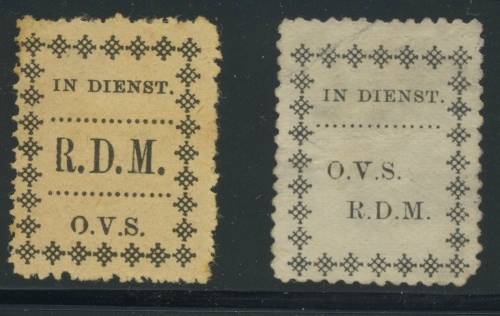 IN DIENST.
R.D.M.
O.V.S.
IN DIENST.
O.V.S.
R.D.M.